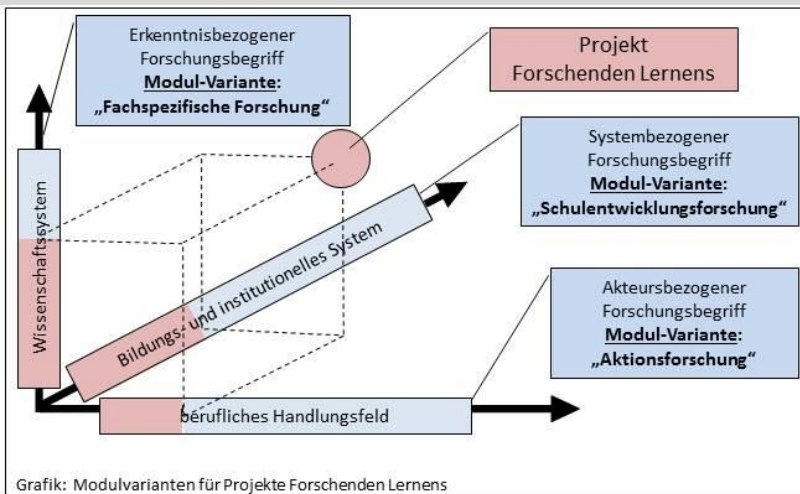 Erkenntnisbezogener
Forschungsbegriff
Modul-Variante:
„Fachspezifische Forschung“
Projekt
Forschenden Lernens
Systembezogener
Forschungsbegriff
Modul-Variante:
„Schulentwicklungsforschung“
Wissenschaftssystem
Bildungs- und institutionelles System
Akteursbezogener
Forschungsbegriff
Modul-Variante:
„Aktionsforschung“
berufliches Handlungsfeld
Grafik: Modulvarianten für Projekte Forschenden Lernens